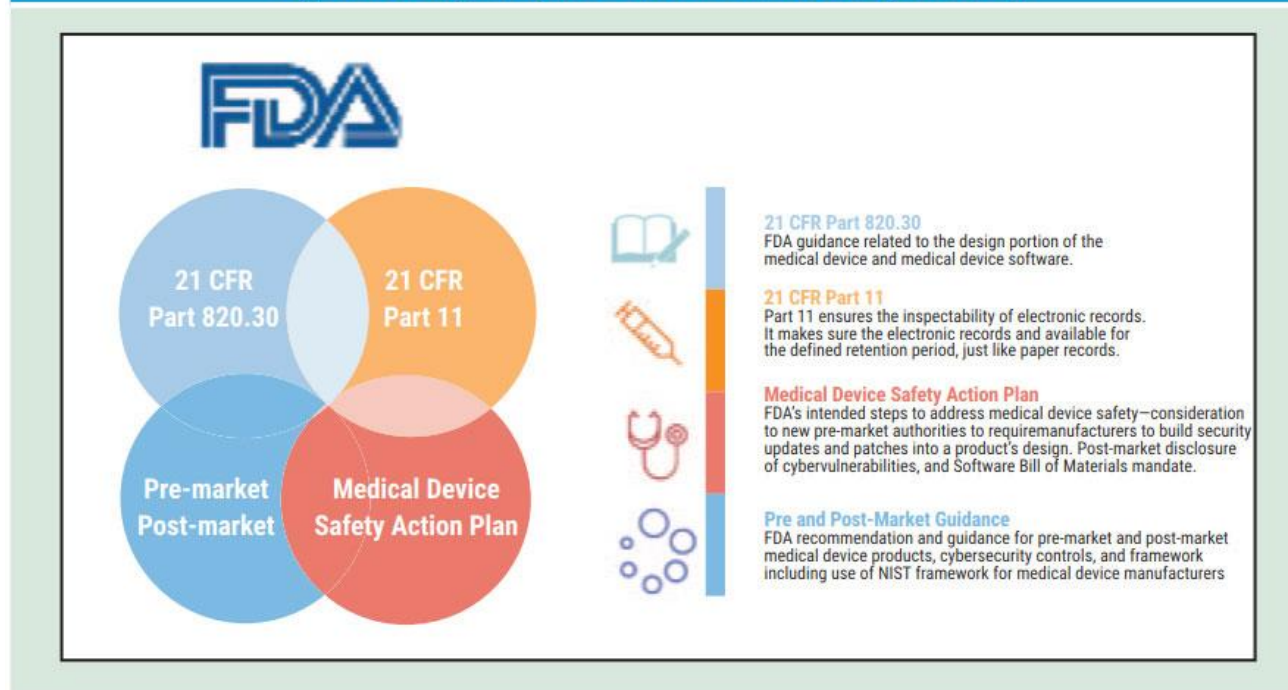 FDA
21 CFR
Part 820.30
21 CFR
Part 11
Pre-market
Post-market
Medical Device
Safety Action Plan
21 CFR Part 820.30
FDA guidance related to the design portion of the
medical device and medical device software.
21 CFR Part 11
Part 11 ensures the inspectability of electronic records.
It makes sure the electronic records and available for
the defined retention period, just like paper records.
Medical Device Safety Action Plan
FDA's intended steps to address medical device safety—consideration
to new pre-market authorities to requiremanufacturers to build security
updates and patches into a product's design. Post-market disclosure
of cybervulnerabilities, and Software Bill of Materials mandate.
Pre and Post-Market Guidance
FDA recommendation and guidance for pre-market and post-market
medical device products, cybersecurity controls, and framework
including use of NIST framework for medical device manufacturers